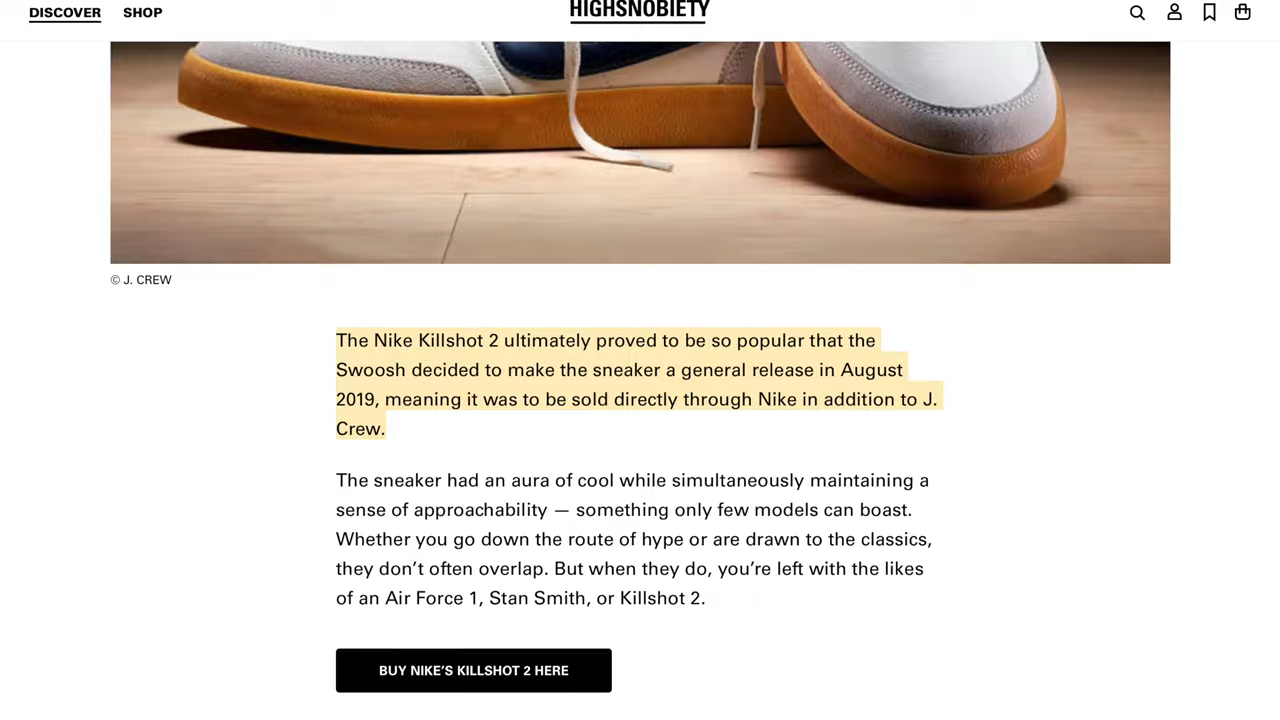 DISCOVER SHOP HIGHSNOBIETY
© J. CREW
The Nike Killshot 2 ultimately proved to be so popular that the
Swoosh decided to make the sneaker a general release in August
2019, meaning it was to be sold directly through Nike in addition to J.
Crew.
The sneaker had an aura of cool while simultaneously maintaining a
sense of approachability — something only few models can boast.
Whether you go down the route of hype or are drawn to the classics,
they don’t often overlap. But when they do, you’re left with the likes
of an Air Force 1, Stan Smith, or Killshot 2.
BUY NIKE’S KILLSHOT 2 HERE